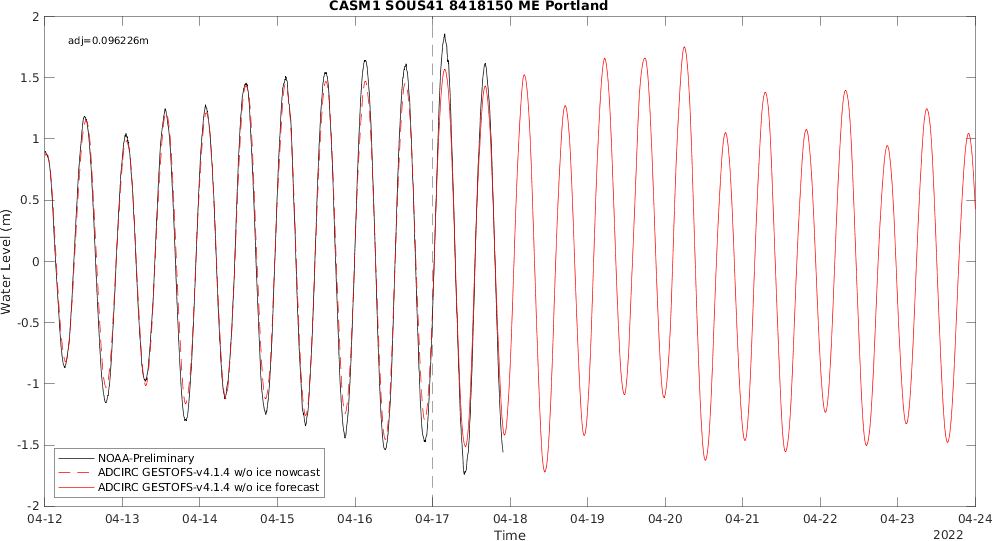 CASM1 SOUS41 8418150 ME Portland
adj=0.096226m
2
1.5
1
0.5
0
-0.5
-1
-1.5
-2
Water Level (m)
NOAA-Preliminary
ADCIRC GESTOFS-v4.1.4 w/o ice nowcast
ADCIRC GESTOFS-v4.1.4 w/o ice forecast
04-12 04-13 04-14 04-15 04-16 04-17 04-18 04-19 04-20 04-21 04-22 04-23 04-24
Time
2022